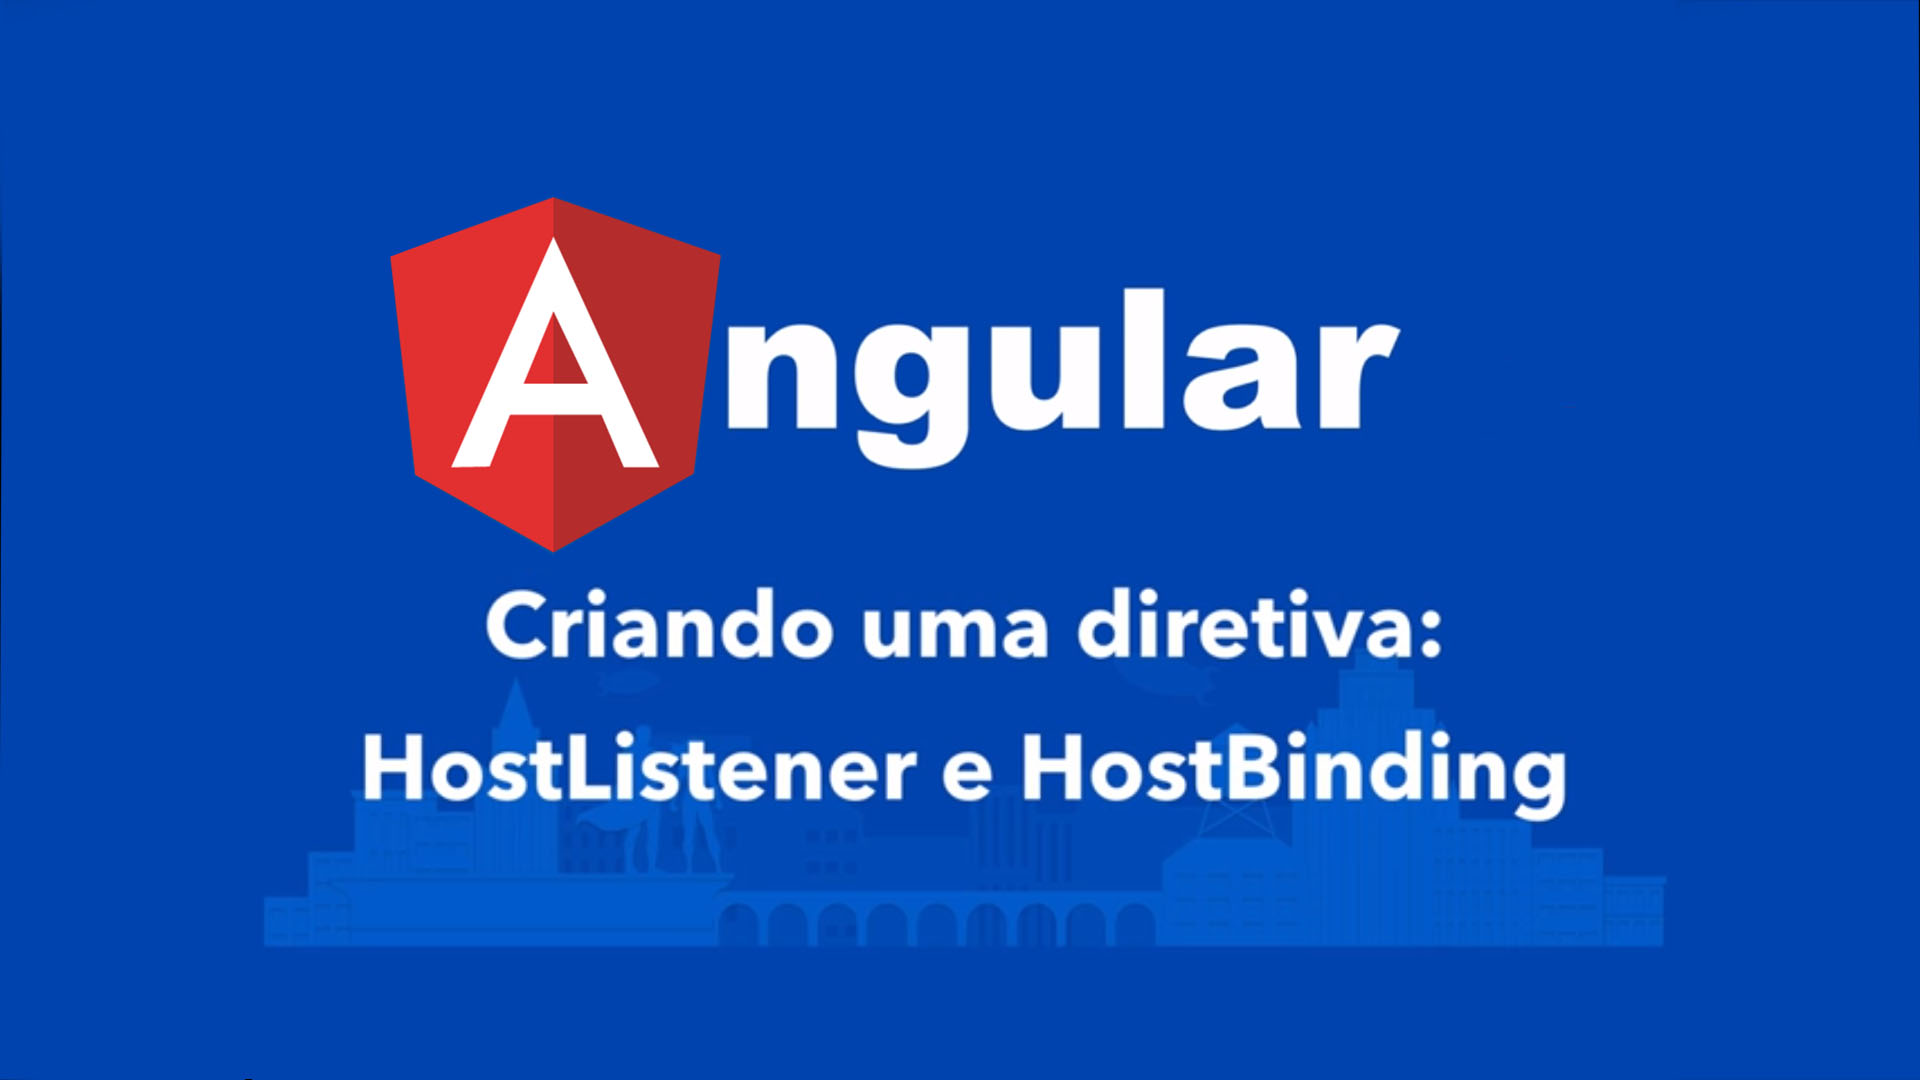 Angular
Criando uma diretiva:
HostListener e HostBinding